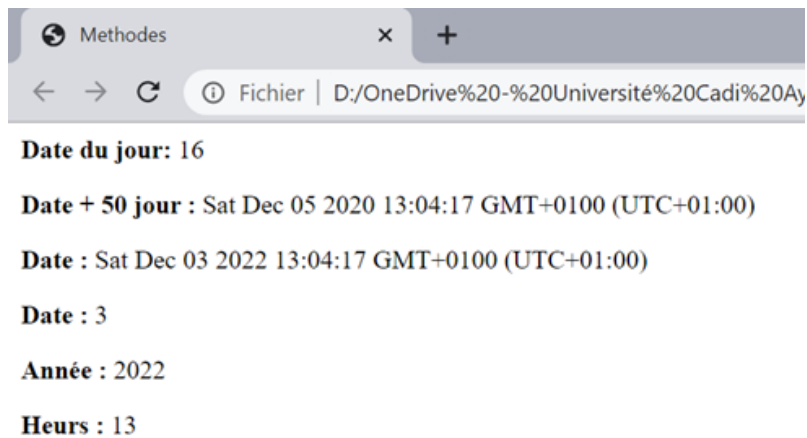 Methodes
Fichier | D:/OneDrive%20-%20Université%20Cadi%20Ay
Date du jour: 16
Date + 50 jour : Sat Dec 05 2020 13:04:17 GMT+0100 (UTC+01:00)
Date : Sat Dec 03 2022 13:04:17 GMT+0100 (UTC+01:00)
Date : 3
Année : 2022
Heurs : 13